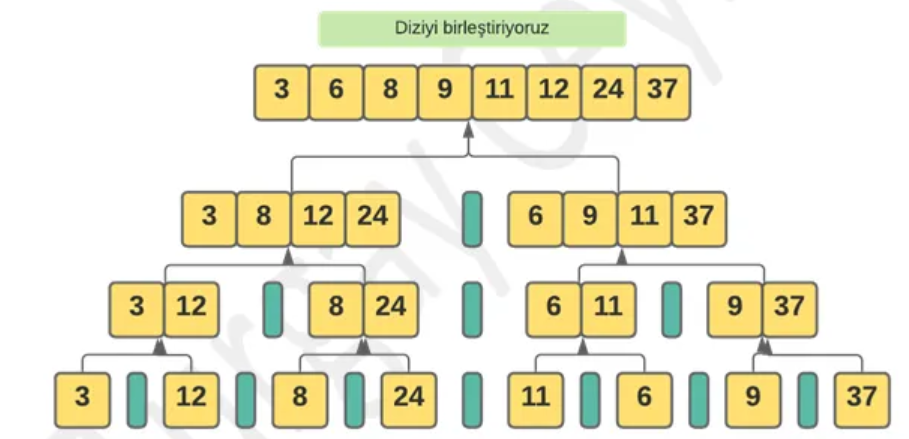 Diziyi birleştiriyoruz
3 6 8 9 11 12 24 37
3 8 12 24 6 9 11 37
3 12 8 24 6 11 9 37
3 12 8 24 11 6 9 37